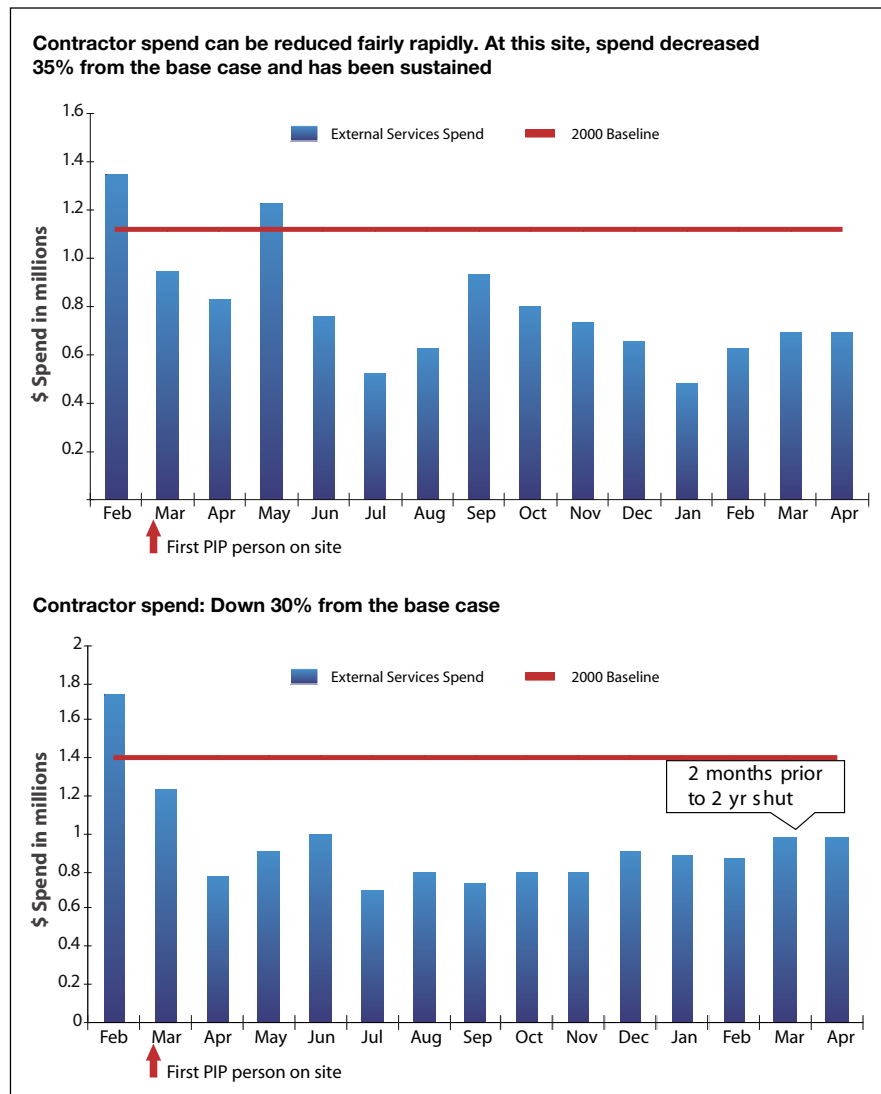 Contractor spend can be reduced fairly rapidly. At this site, spend decreased
35% from the base case and has been sustained
1.6
External Services Spend
2000 Baseline
1.4
1.2
1.0
0.8
0.6
0.4
0.2
$ Spend in millions
Feb Mar Apr May Jun Jul Aug Sep Oct Nov Dec Jan Feb Mar Apr
First PIP person on site
Contractor spend: Down 30% from the base case
2
External Services Spend
2000 Baseline
1.8
1.6
1.4
2 months prior
to 2 yr shut
1.2
1
0.8
0.6
0.4
0.2
0
$ Spend in millions
Feb Mar Apr May Jun Jul Aug Sep Oct Nov Dec Jan Feb Mar Apr
First PIP person on site